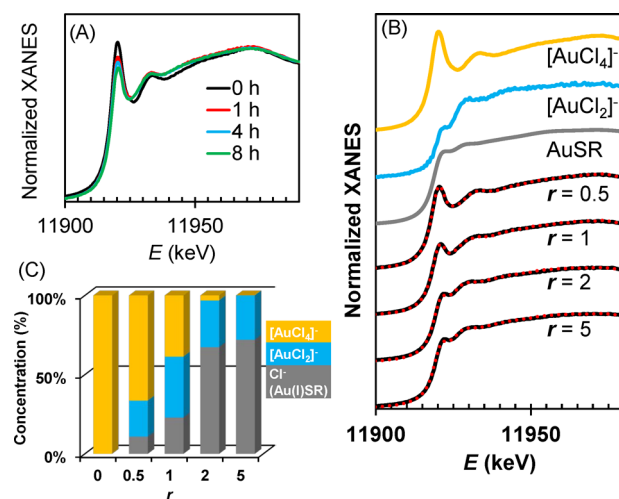 (A)
Normalized XANES
0 h
1 h
4 h
8 h
11900
11950
E (keV)
(B)
Normalized XANES
[AuCl₄]⁻
[AuCl₂]⁻
AuSR
r = 0.5
r = 1
r = 2
r = 5
11900
11950
E (keV)
(C)
Concentration (%)
100%
50%
0%
[AuCl₄]⁻
[AuCl₂]⁻
Cl⁻
(Au(I)SR)
0 0.5 1 2 5
r